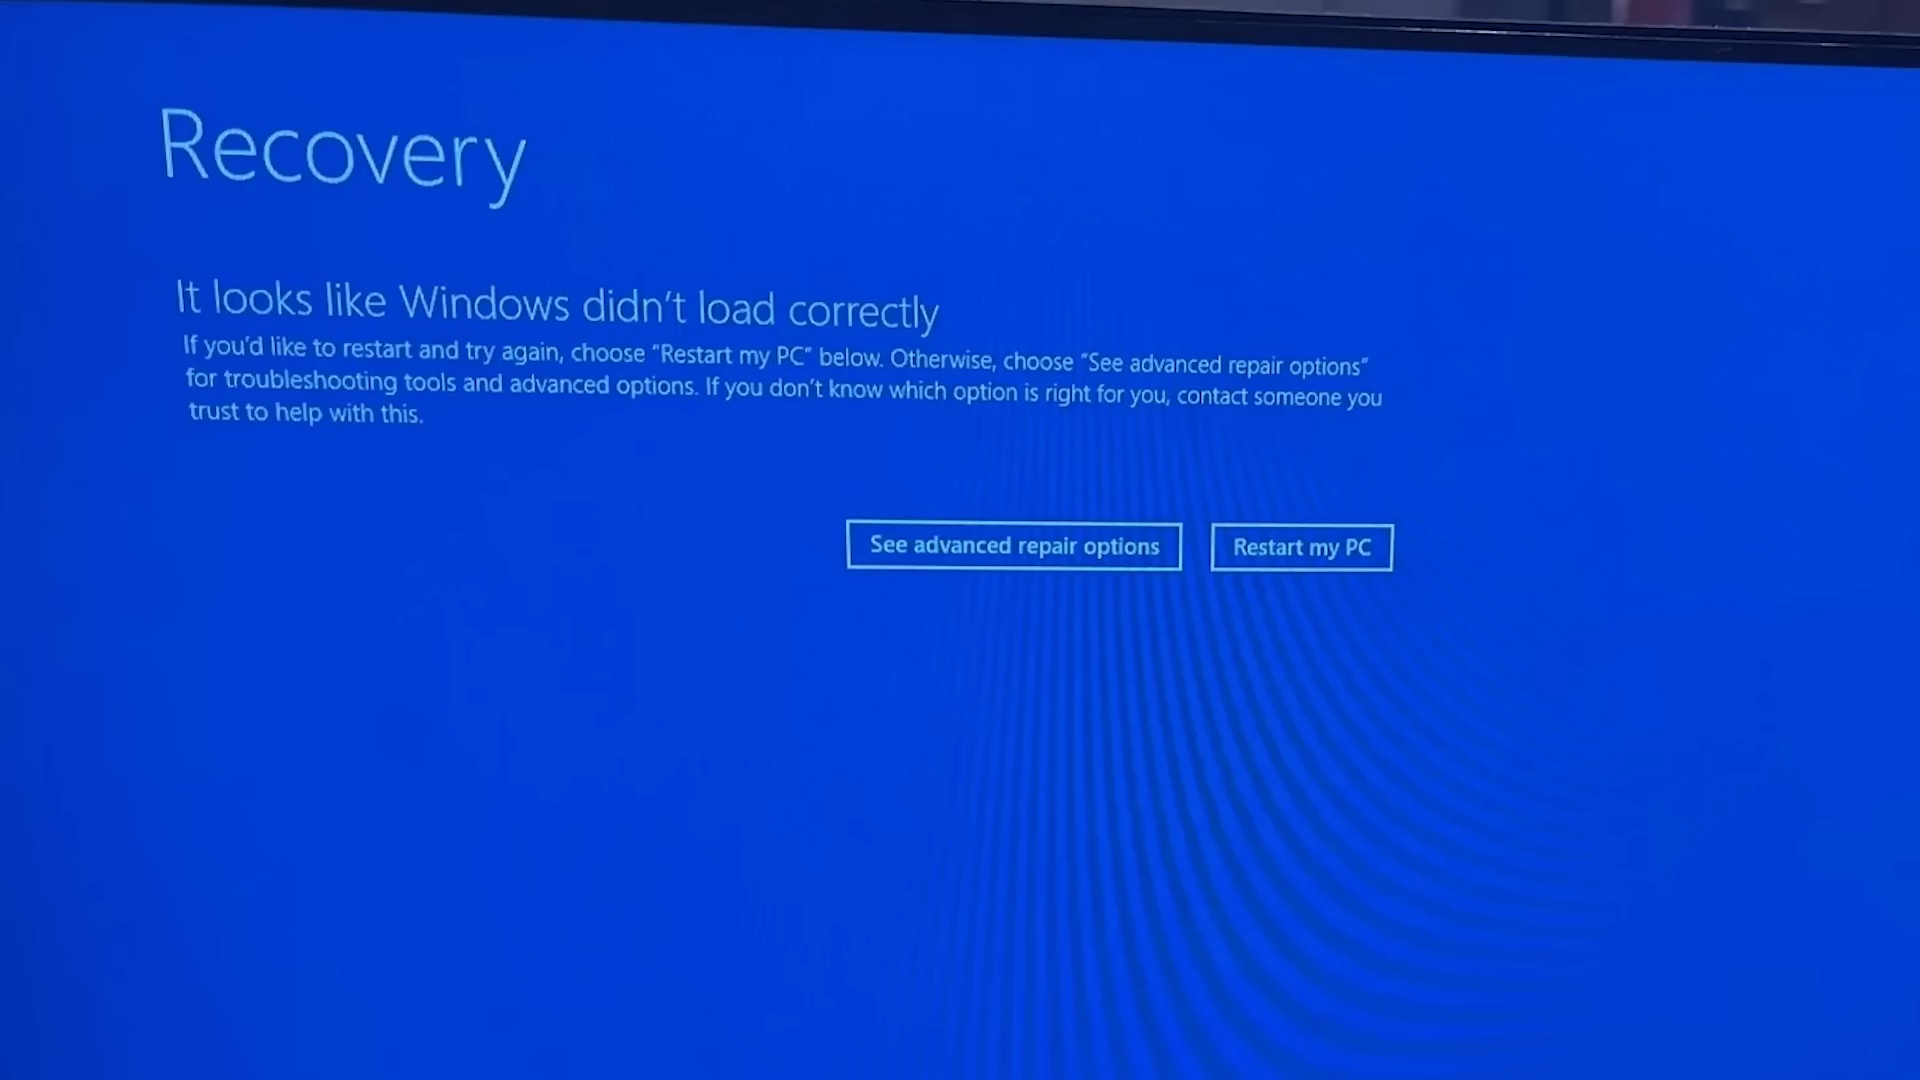 Recovery
It looks like Windows didn't load correctly
If you'd like to restart and try again, choose "Restart my PC" below. Otherwise, choose "See advanced repair options"
for troubleshooting tools and advanced options. If you don't know which option is right for you, contact someone you
trust to help with this.
See advanced repair options
Restart my PC